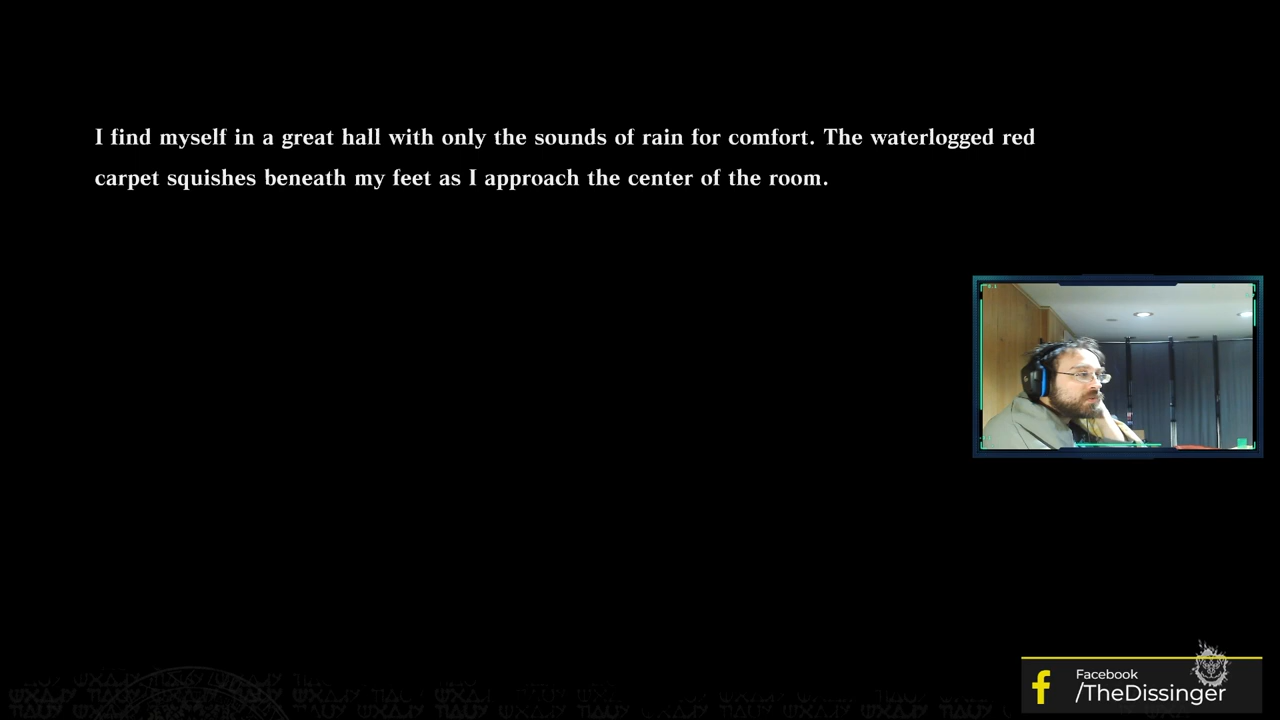 I find myself in a great hall with only the sounds of rain for comfort. The waterlogged red
carpet squishes beneath my feet as I approach the center of the room.
Facebook
/TheDissinger